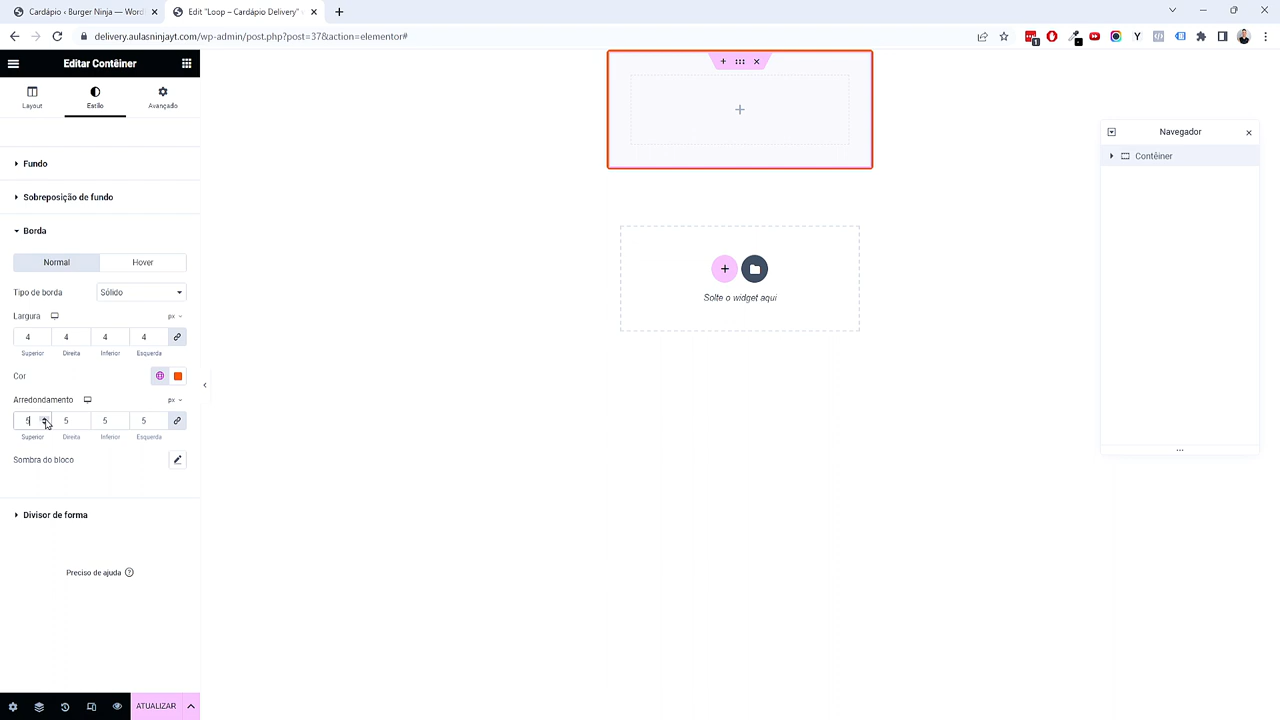 Cardápio ‹ Burger Ninja — Word
Edit "Loop – Cardápio Delivery"
delivery.aulasninjayt.com/wp-admin/post.php?post=37&action=elementor#
Editar Contêiner
Layout
Estilo
Avançado
Fundo
Sobreposição de fundo
Borda
Normal
Hover
Tipo de borda
Sólido
Largura
px
4 4 4 4
Superior Direita Inferior Esquerda
Cor
Arredondamento
px
5 5 5 5
Superior Direita Inferior Esquerda
Sombra do bloco
Divisor de forma
Preciso de ajuda
ATUALIZAR
Solte o widget aqui
Navegador
Contêiner